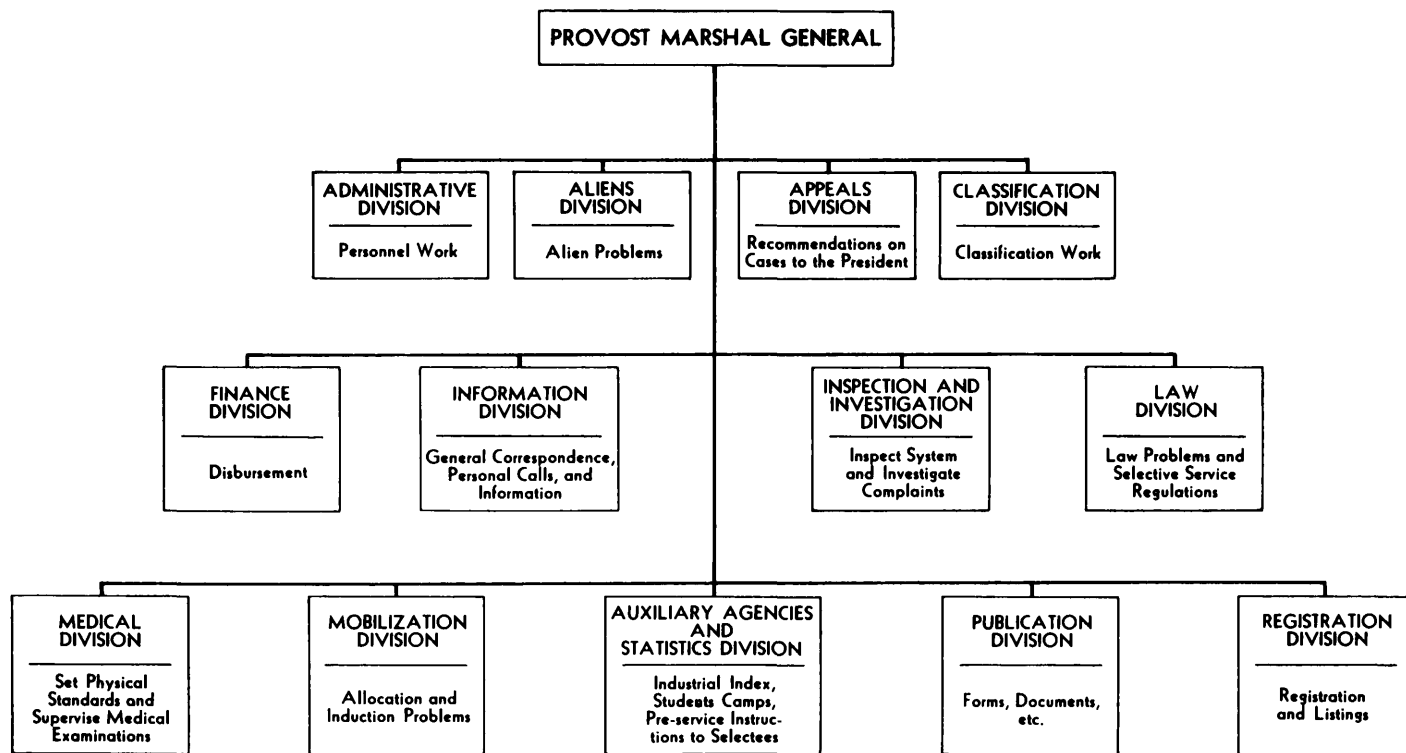 PROVOST MARSHAL GENERAL
ADMINISTRATIVE
DIVISION
Personnel Work
ALIENS
DIVISION
Alien Problems
APPEALS
DIVISION
Recommendations on
Cases to the President
CLASSIFICATION
DIVISION
Classification Work
FINANCE
DIVISION
Disbursement
INFORMATION
DIVISION
General Correspondence,
Personal Calls, and
Information
INSPECTION AND
INVESTIGATION
DIVISION
Inspect System
and Investigate
Complaints
LAW
DIVISION
Law Problems and
Selective Service
Regulations
MEDICAL
DIVISION
Set Physical
Standards and
Supervise Medical
Examinations
MOBILIZATION
DIVISION
Allocation and
Induction Problems
AUXILIARY AGENCIES
AND
STATISTICS DIVISION
Industrial Index,
Students Camps,
Pre-service Instruc-
tions to Selectees
PUBLICATION
DIVISION
Forms, Documents,
etc.
REGISTRATION
DIVISION
Registration
and Listings